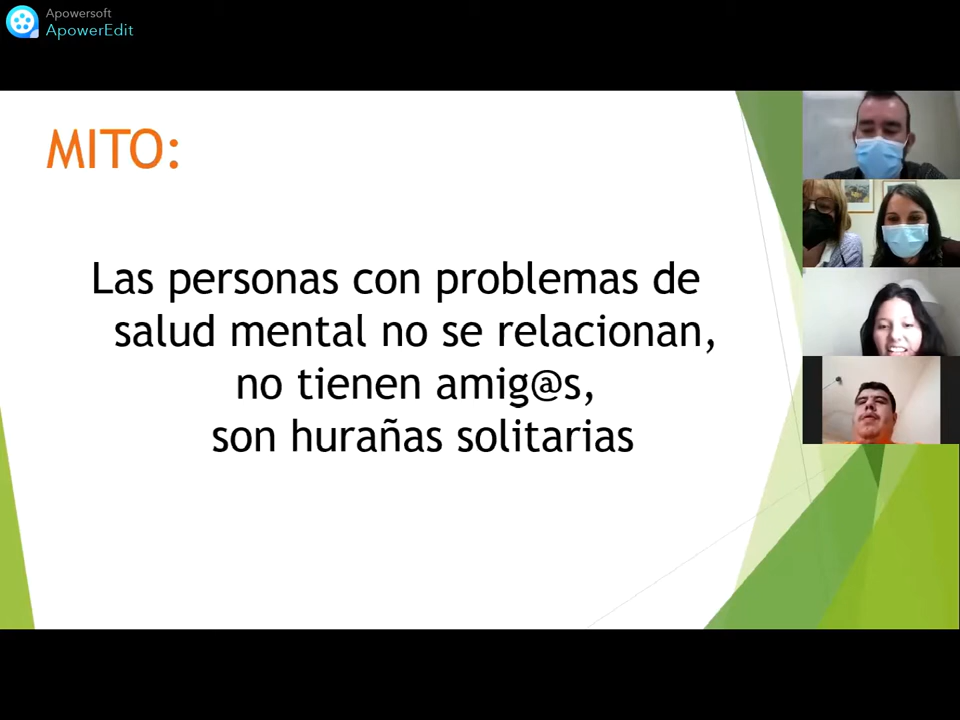 Apowersoft
ApowerEdit
MITO:
Las personas con problemas de
salud mental no se relacionan,
no tienen amig@s,
son hurañas solitarias